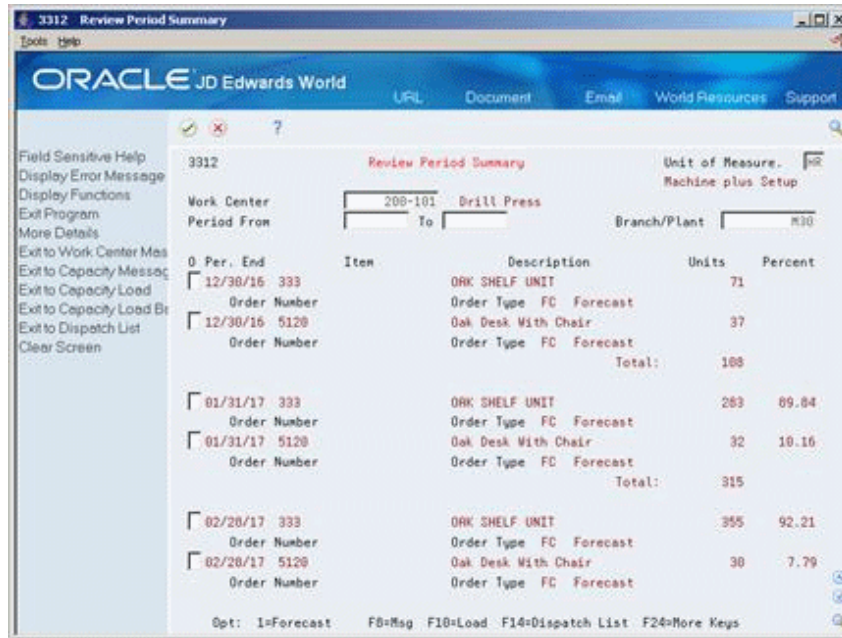 3312 Review Period Summary
Tools Help
ORACLE JD Edwards World
URL Document Email World Resources Support
?
Field Sensitive Help
Display Error Message
Display Functions
Exit Program
More Details
Exit to Work Center Mas
Exit to Capacity Messag
Exit to Capacity Load
Exit to Capacity Load Br
Exit to Dispatch List
Clear Screen
3312 Review Period Summary Unit of Measure. HR
Machine plus Setup
Work Center 200-101 Drill Press
Period From To Branch/Plant M30
O Per. End Item Description Units Percent
12/30/16 333 OAK SHELF UNIT 71
Order Number Order Type FC Forecast
12/30/16 5120 Oak Desk With Chair 37
Order Number Order Type FC Forecast
Total: 108
01/31/17 333 OAK SHELF UNIT 283 89.84
Order Number Order Type FC Forecast
01/31/17 5120 Oak Desk With Chair 32 10.16
Order Number Order Type FC Forecast
Total: 315
02/28/17 333 OAK SHELF UNIT 355 92.21
Order Number Order Type FC Forecast
02/28/17 5120 Oak Desk With Chair 30 7.79
Order Number Order Type FC Forecast
Opt: 1=Forecast F8=Msg F10=Load F14=Dispatch List F24=More Keys